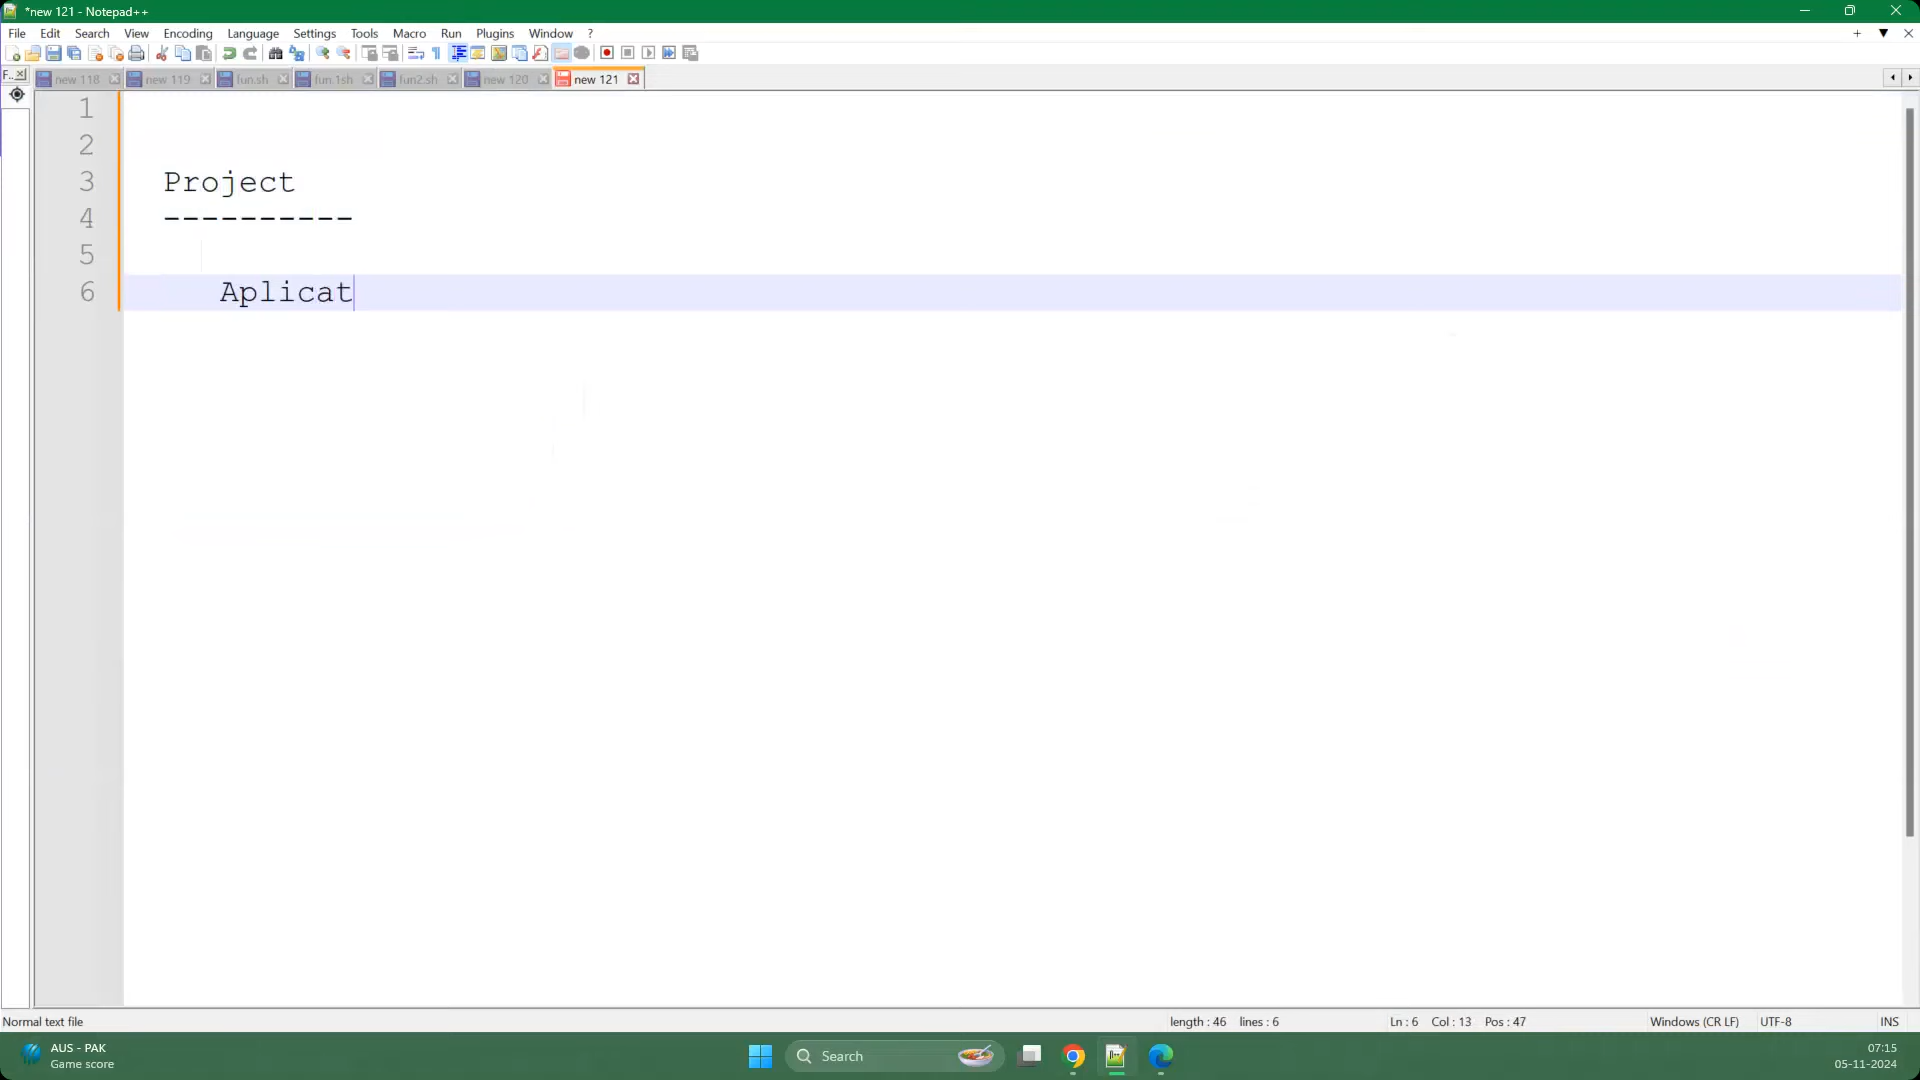 *new 121 - Notepad++
File Edit Search View Encoding Language Settings Tools Macro Run Plugins Window ?
F..
new 118 new 119 fun.sh fun.1sh fun2.sh new 120 new 121
1
2
3 Project
4 ----------
5
6 Aplicat
Normal text file length : 46 lines : 6 Ln : 6 Col : 13 Pos : 47 Windows (CR LF) UTF-8 INS
AUS - PAK
Game score
Search
07:15
05-11-2024